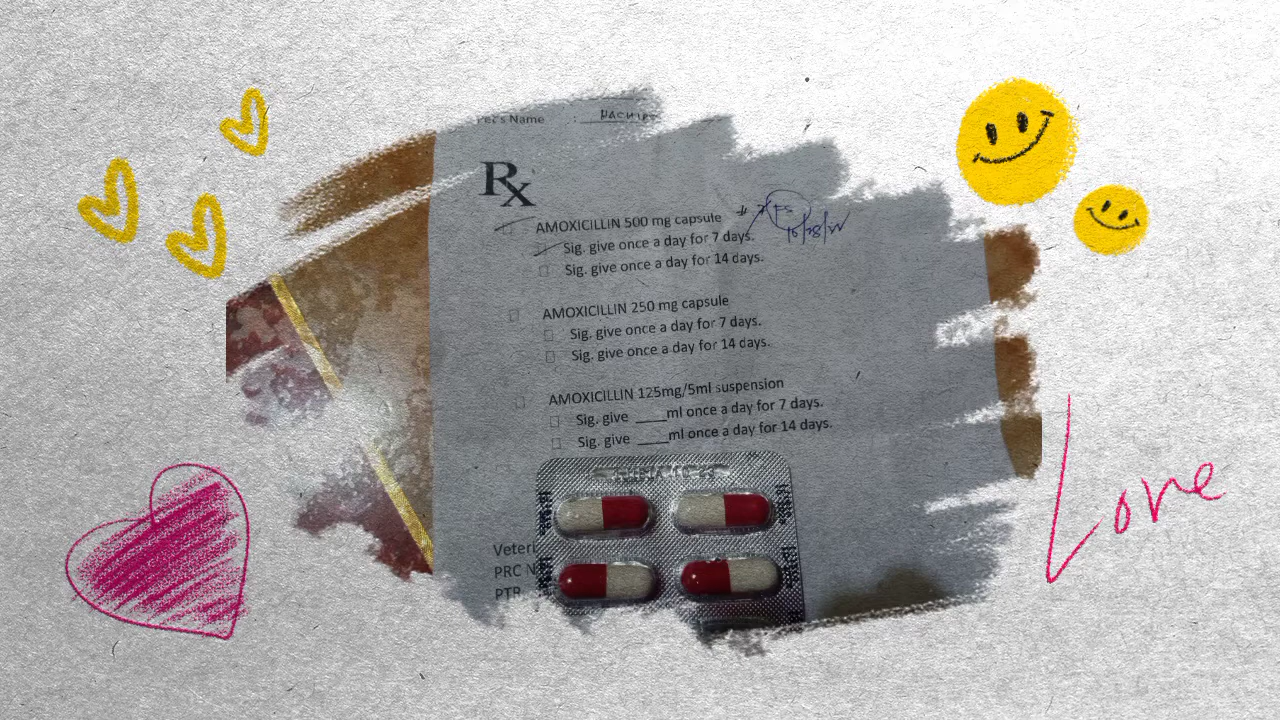 Pet's Name :
Rx
AMOXICILLIN 500 mg capsule
Sig. give once a day for 7 days.
Sig. give once a day for 14 days.
AMOXICILLIN 250 mg capsule
Sig. give once a day for 7 days.
Sig. give once a day for 14 days.
AMOXICILLIN 125mg/5ml suspension
Sig. give ____ml once a day for 7 days.
Sig. give ____ml once a day for 14 days.
Veteri
PRC N
PTR
Love